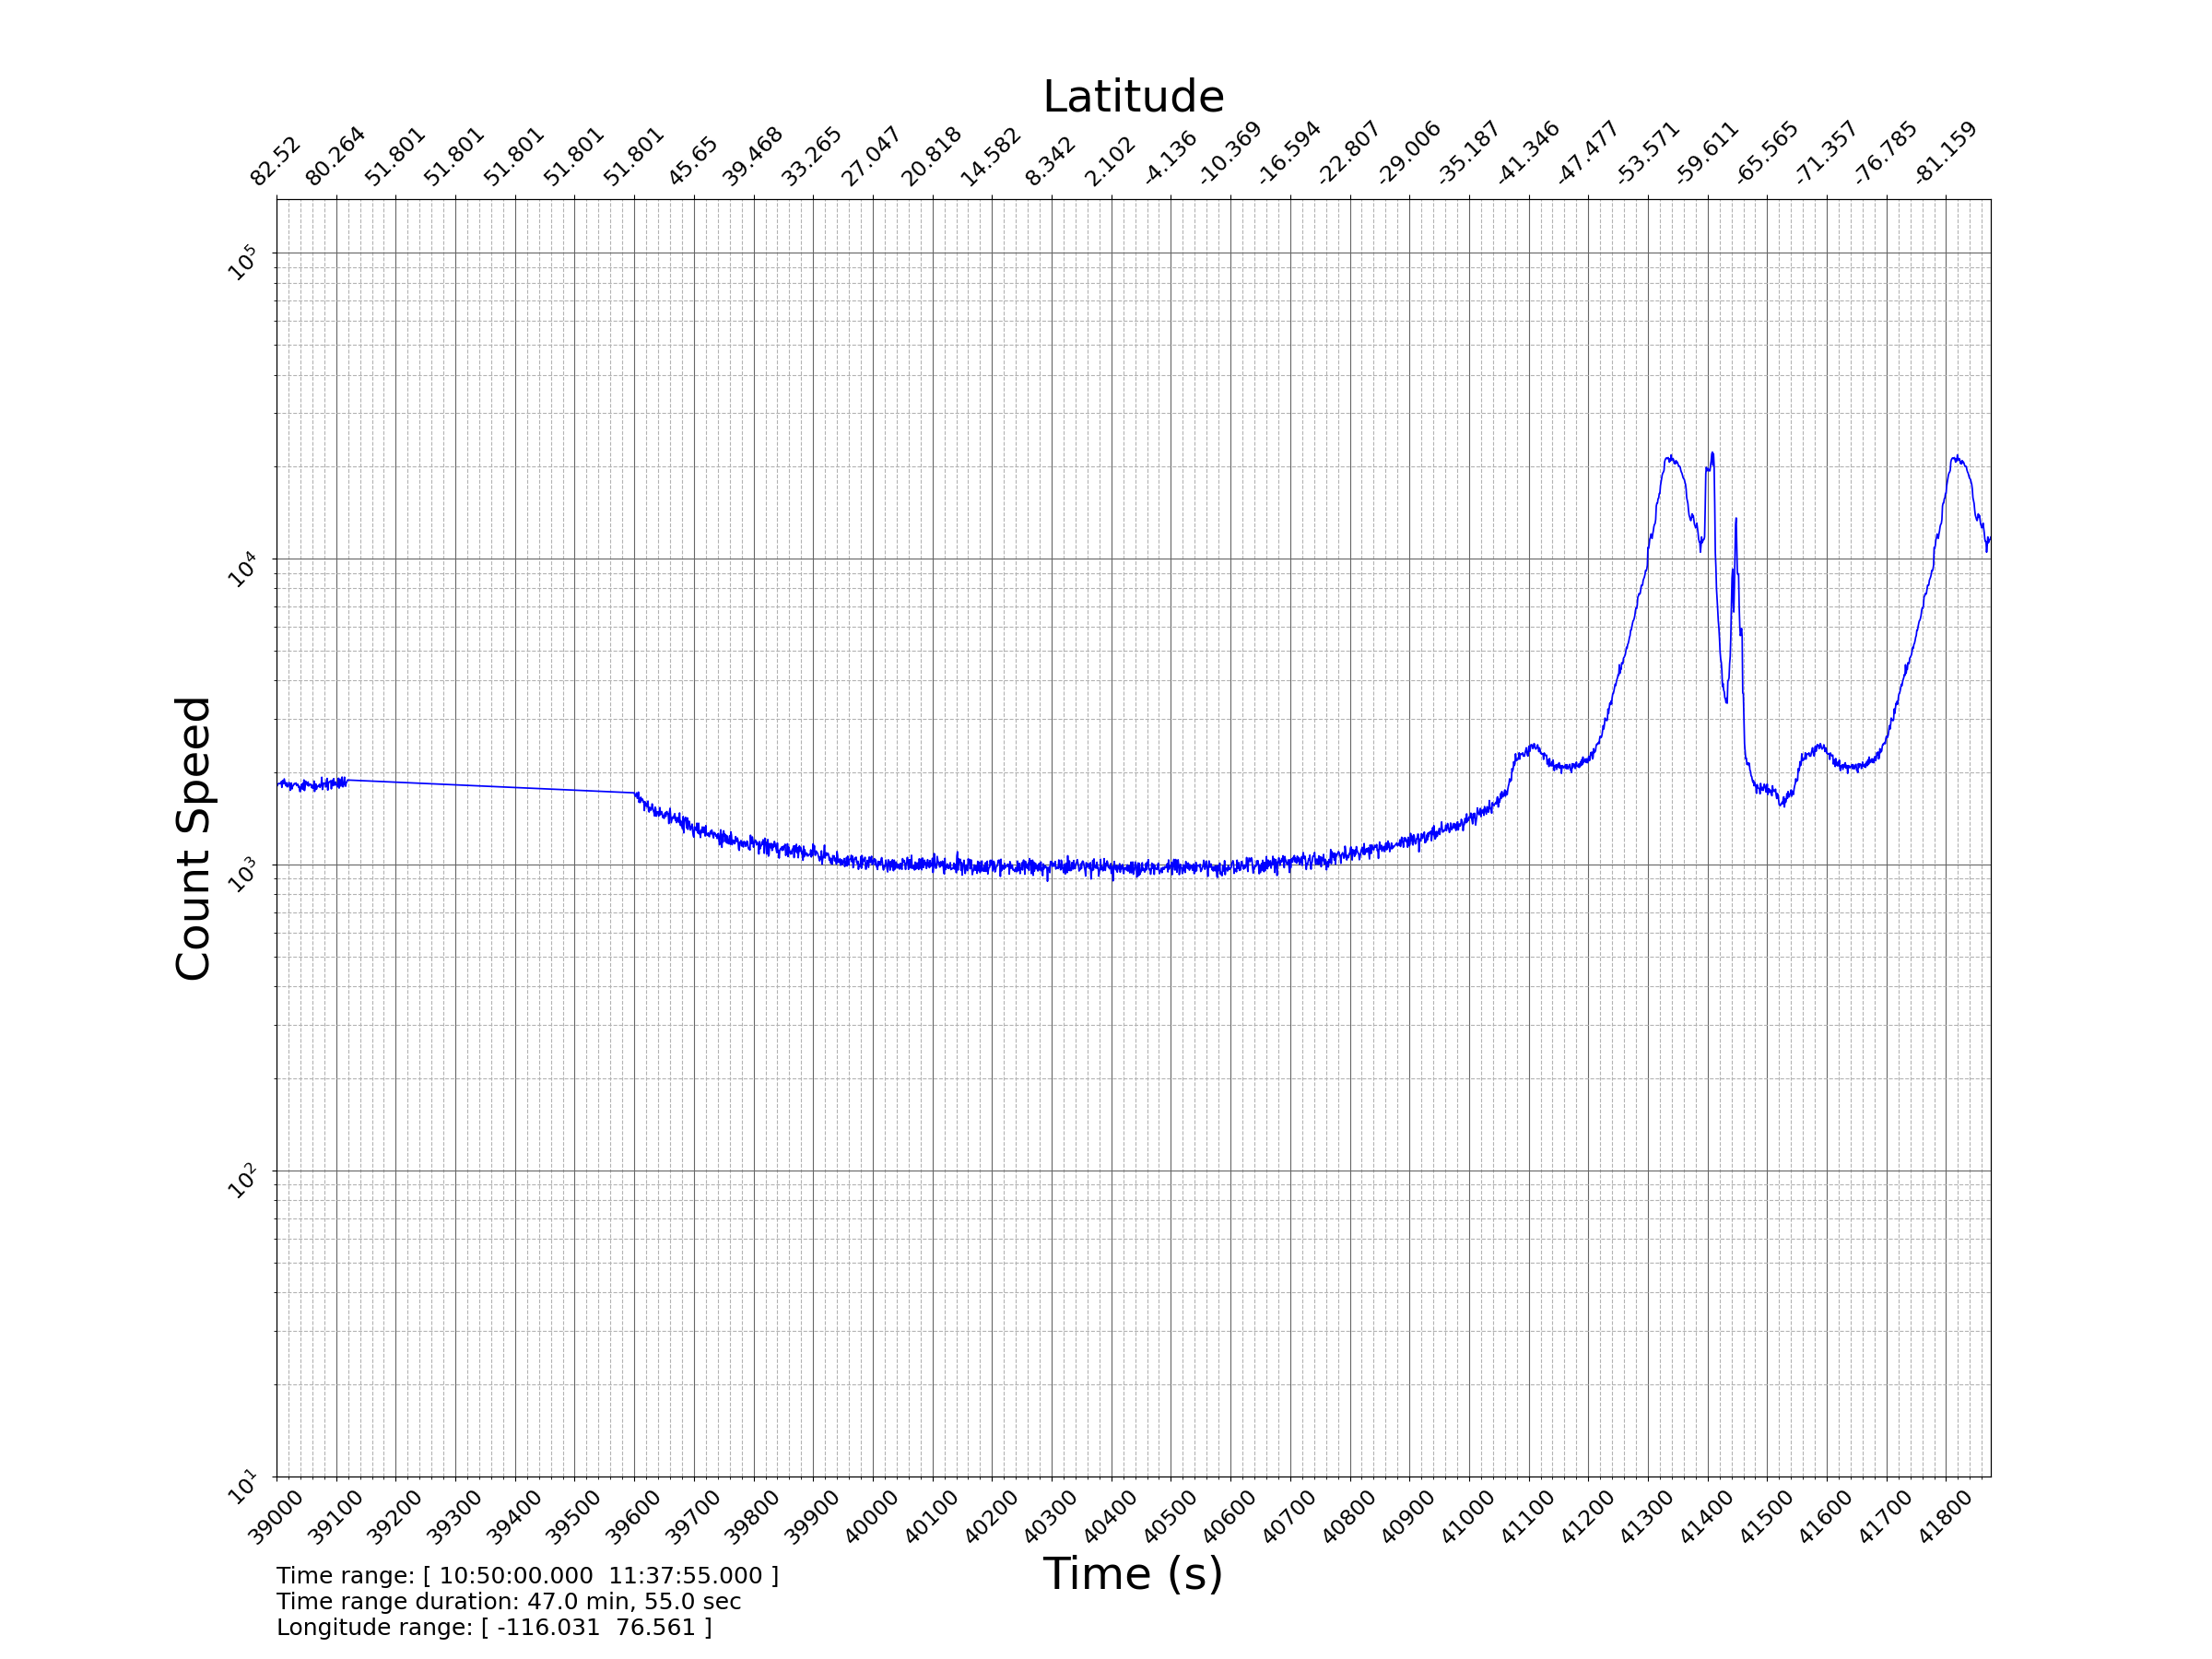 Latitude
82.52 80.264 51.801 51.801 51.801 51.801 51.801 45.65 39.468 33.265 27.047 20.818 14.582 8.342 2.102 -4.136 -10.369 -16.594 -22.807 -29.006 -35.187 -41.346 -47.477 -53.571 -59.611 -65.565 -71.357 -76.785 -81.159
10^5
10^4
10^3
10^2
10^1
Count Speed
39000 39100 39200 39300 39400 39500 39600 39700 39800 39900 40000 40100 40200 40300 40400 40500 40600 40700 40800 40900 41000 41100 41200 41300 41400 41500 41600 41700 41800
Time (s)
Time range: [ 10:50:00.000  11:37:55.000 ]
Time range duration: 47.0 min, 55.0 sec
Longitude range: [ -116.031  76.561 ]